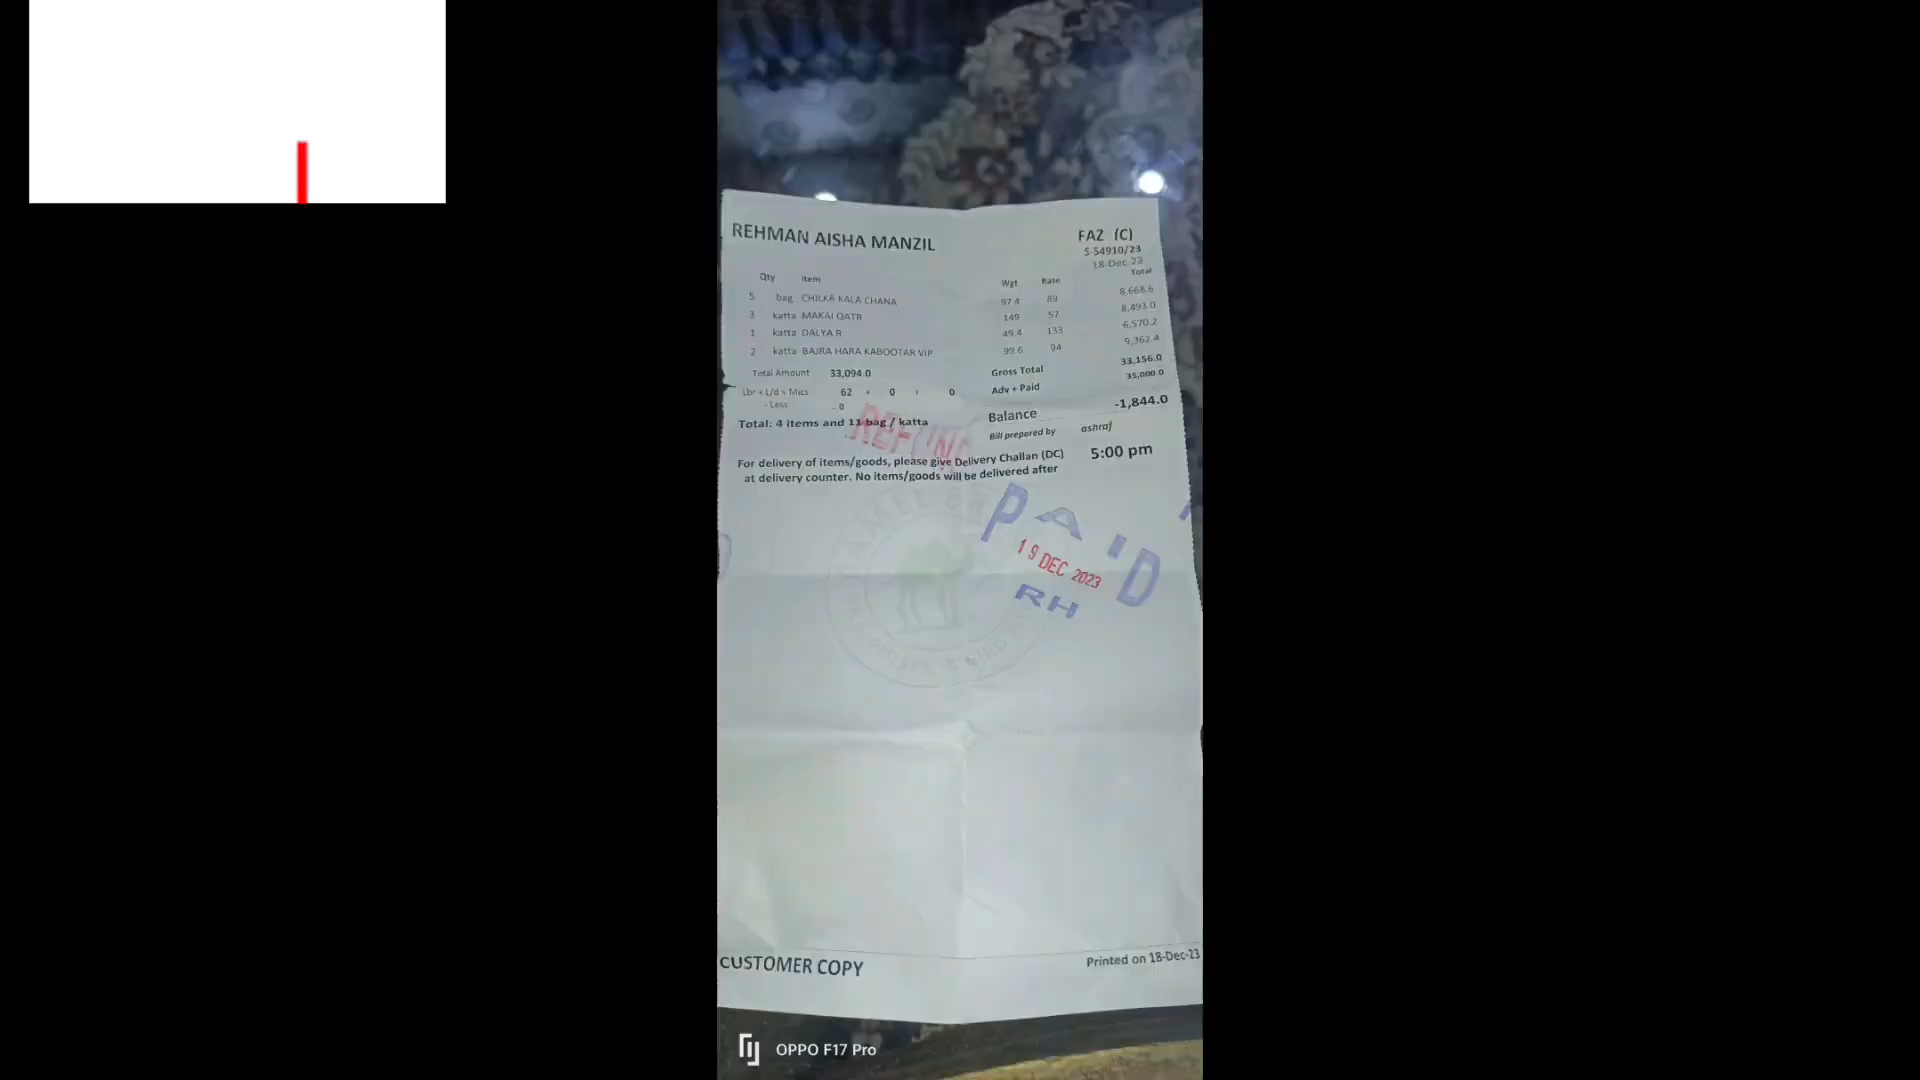 REHMAN AISHA MANZIL
FAZ (C)
S-54910/23
18-Dec-23
Qty Item Wgt Rate Total
5 bag CHILKA KALA CHANA 97.4 89 8,668.6
3 katta MAKAI QATR 149 57 8,493.0
1 katta DALYA R 49.4 133 6,570.2
2 katta BAJRA HARA KABOOTAR VIP 99.6 94 9,362.4
Total Amount 33,094.0 Gross Total 33,156.0
Lbr + L/d + Mics 62 + 0 + 0 Adv + Paid 35,000.0
- Less - 0
Balance -1,844.0
Total: 4 items and 11 bag / katta
Bill prepared by ashraf
For delivery of items/goods, please give Delivery Challan (DC)
at delivery counter. No items/goods will be delivered after 5:00 pm
PAID
19 DEC 2023
RH
CUSTOMER COPY
Printed on 18-Dec-23
OPPO F17 Pro